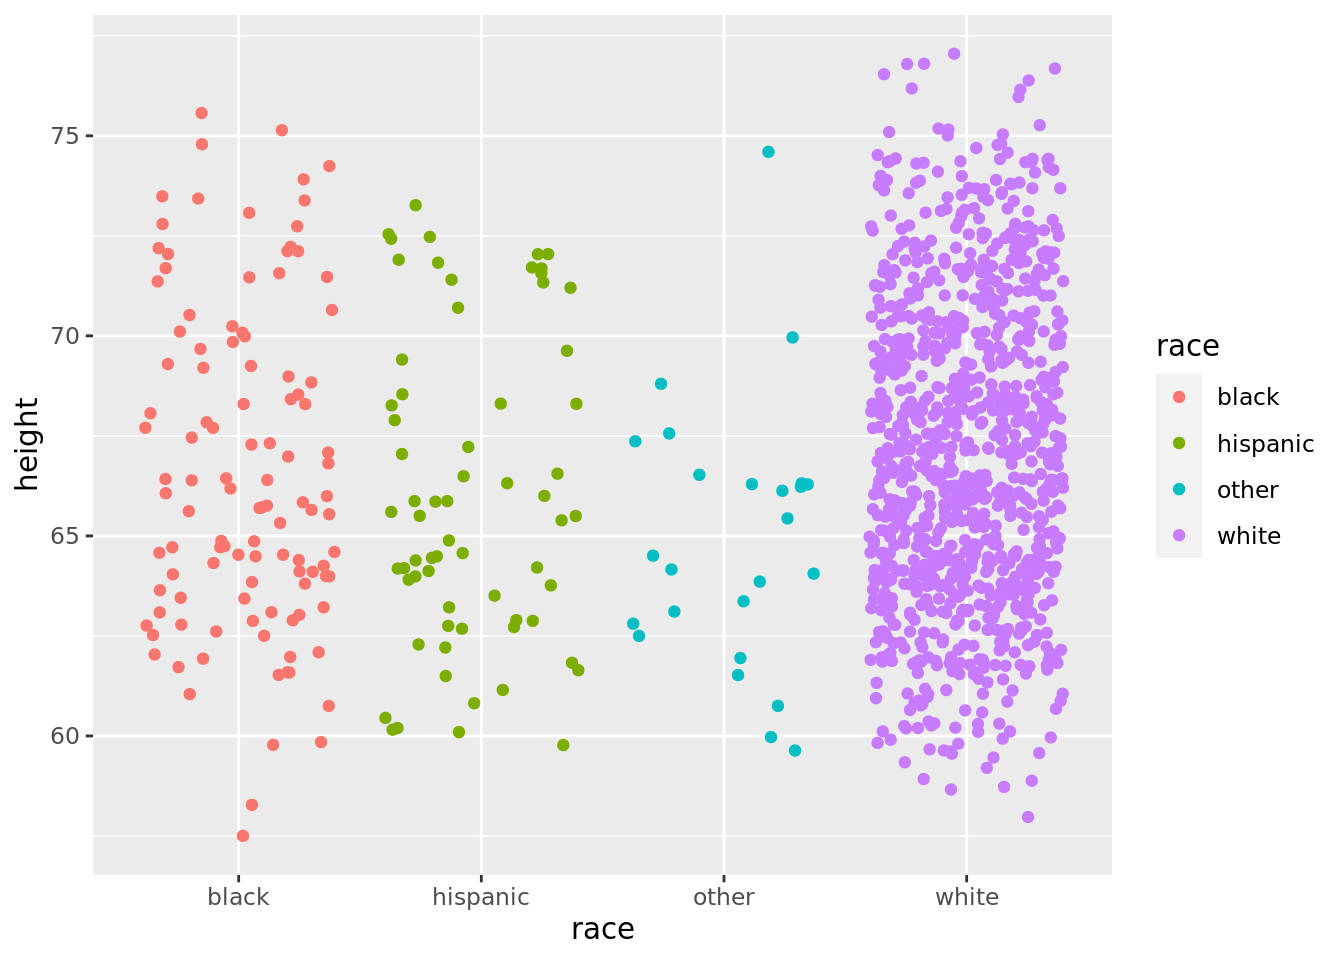 height
75
70
65
60
black hispanic other white
race
race
black
hispanic
other
white